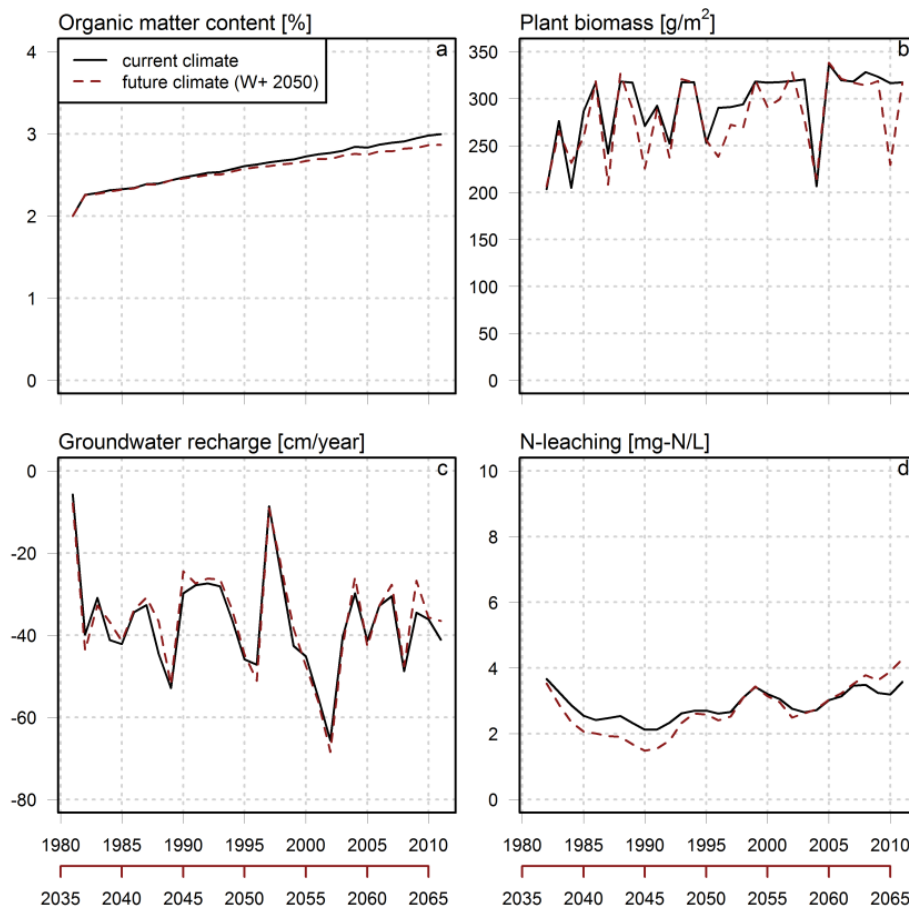 Organic matter content [%]
a
current climate
future climate (W+ 2050)
4
3
2
1
0
Plant biomass [g/m²]
b
350
300
250
200
150
100
50
0
Groundwater recharge [cm/year]
c
0
-20
-40
-60
-80
1980 1985 1990 1995 2000 2005 2010
2035 2040 2045 2050 2055 2060 2065
N-leaching [mg-N/L]
d
10
8
6
4
2
0
1980 1985 1990 1995 2000 2005 2010
2035 2040 2045 2050 2055 2060 2065